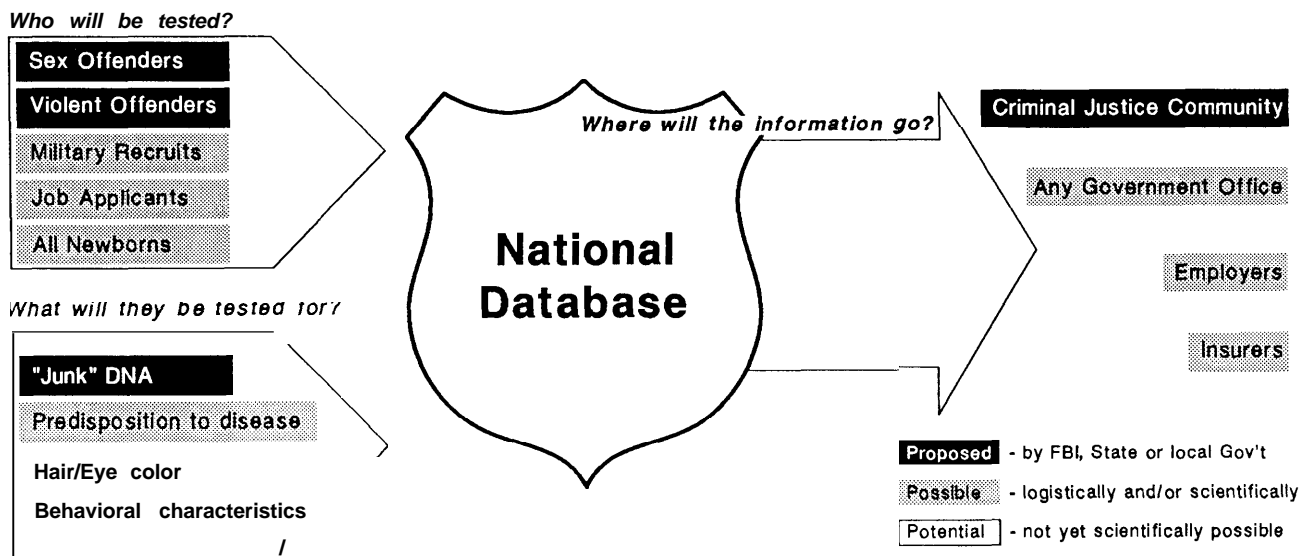 Who will be tested?
Sex Offenders
Violent Offenders
Military Recruits
Job Applicants
All Newborns
What will they be tested for?
"Junk" DNA
Predisposition to disease
Hair/Eye color
Behavioral characteristics
/
National
Database
Where will the information go?
Criminal Justice Community
Any Government Office
Employers
Insurers
Proposed - by FBI, State or local Gov't
Possible - logistically and/or scientifically
Potential - not yet scientifically possible